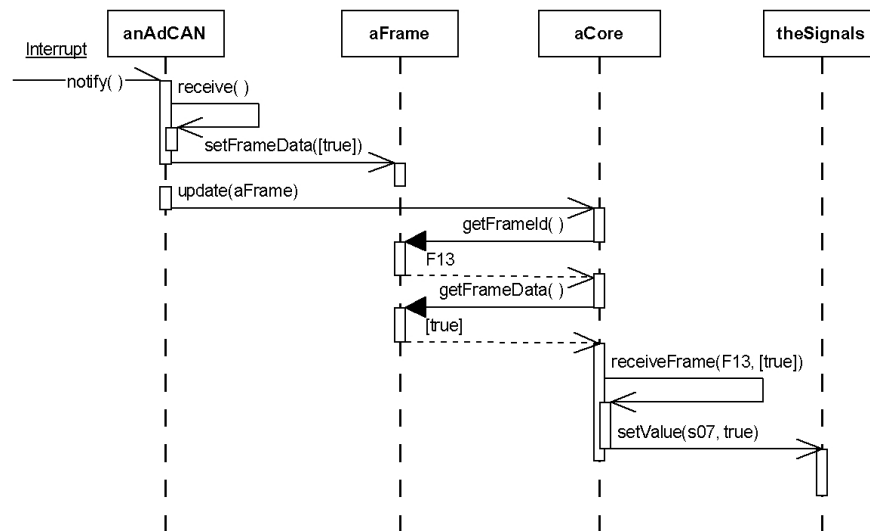 anAdCAN
aFrame
aCore
theSignals
Interrupt
notify( )
receive( )
setFrameData([true])
update(aFrame)
getFrameId( )
F13
getFrameData( )
[true]
receiveFrame(F13, [true])
setValue(s07, true)